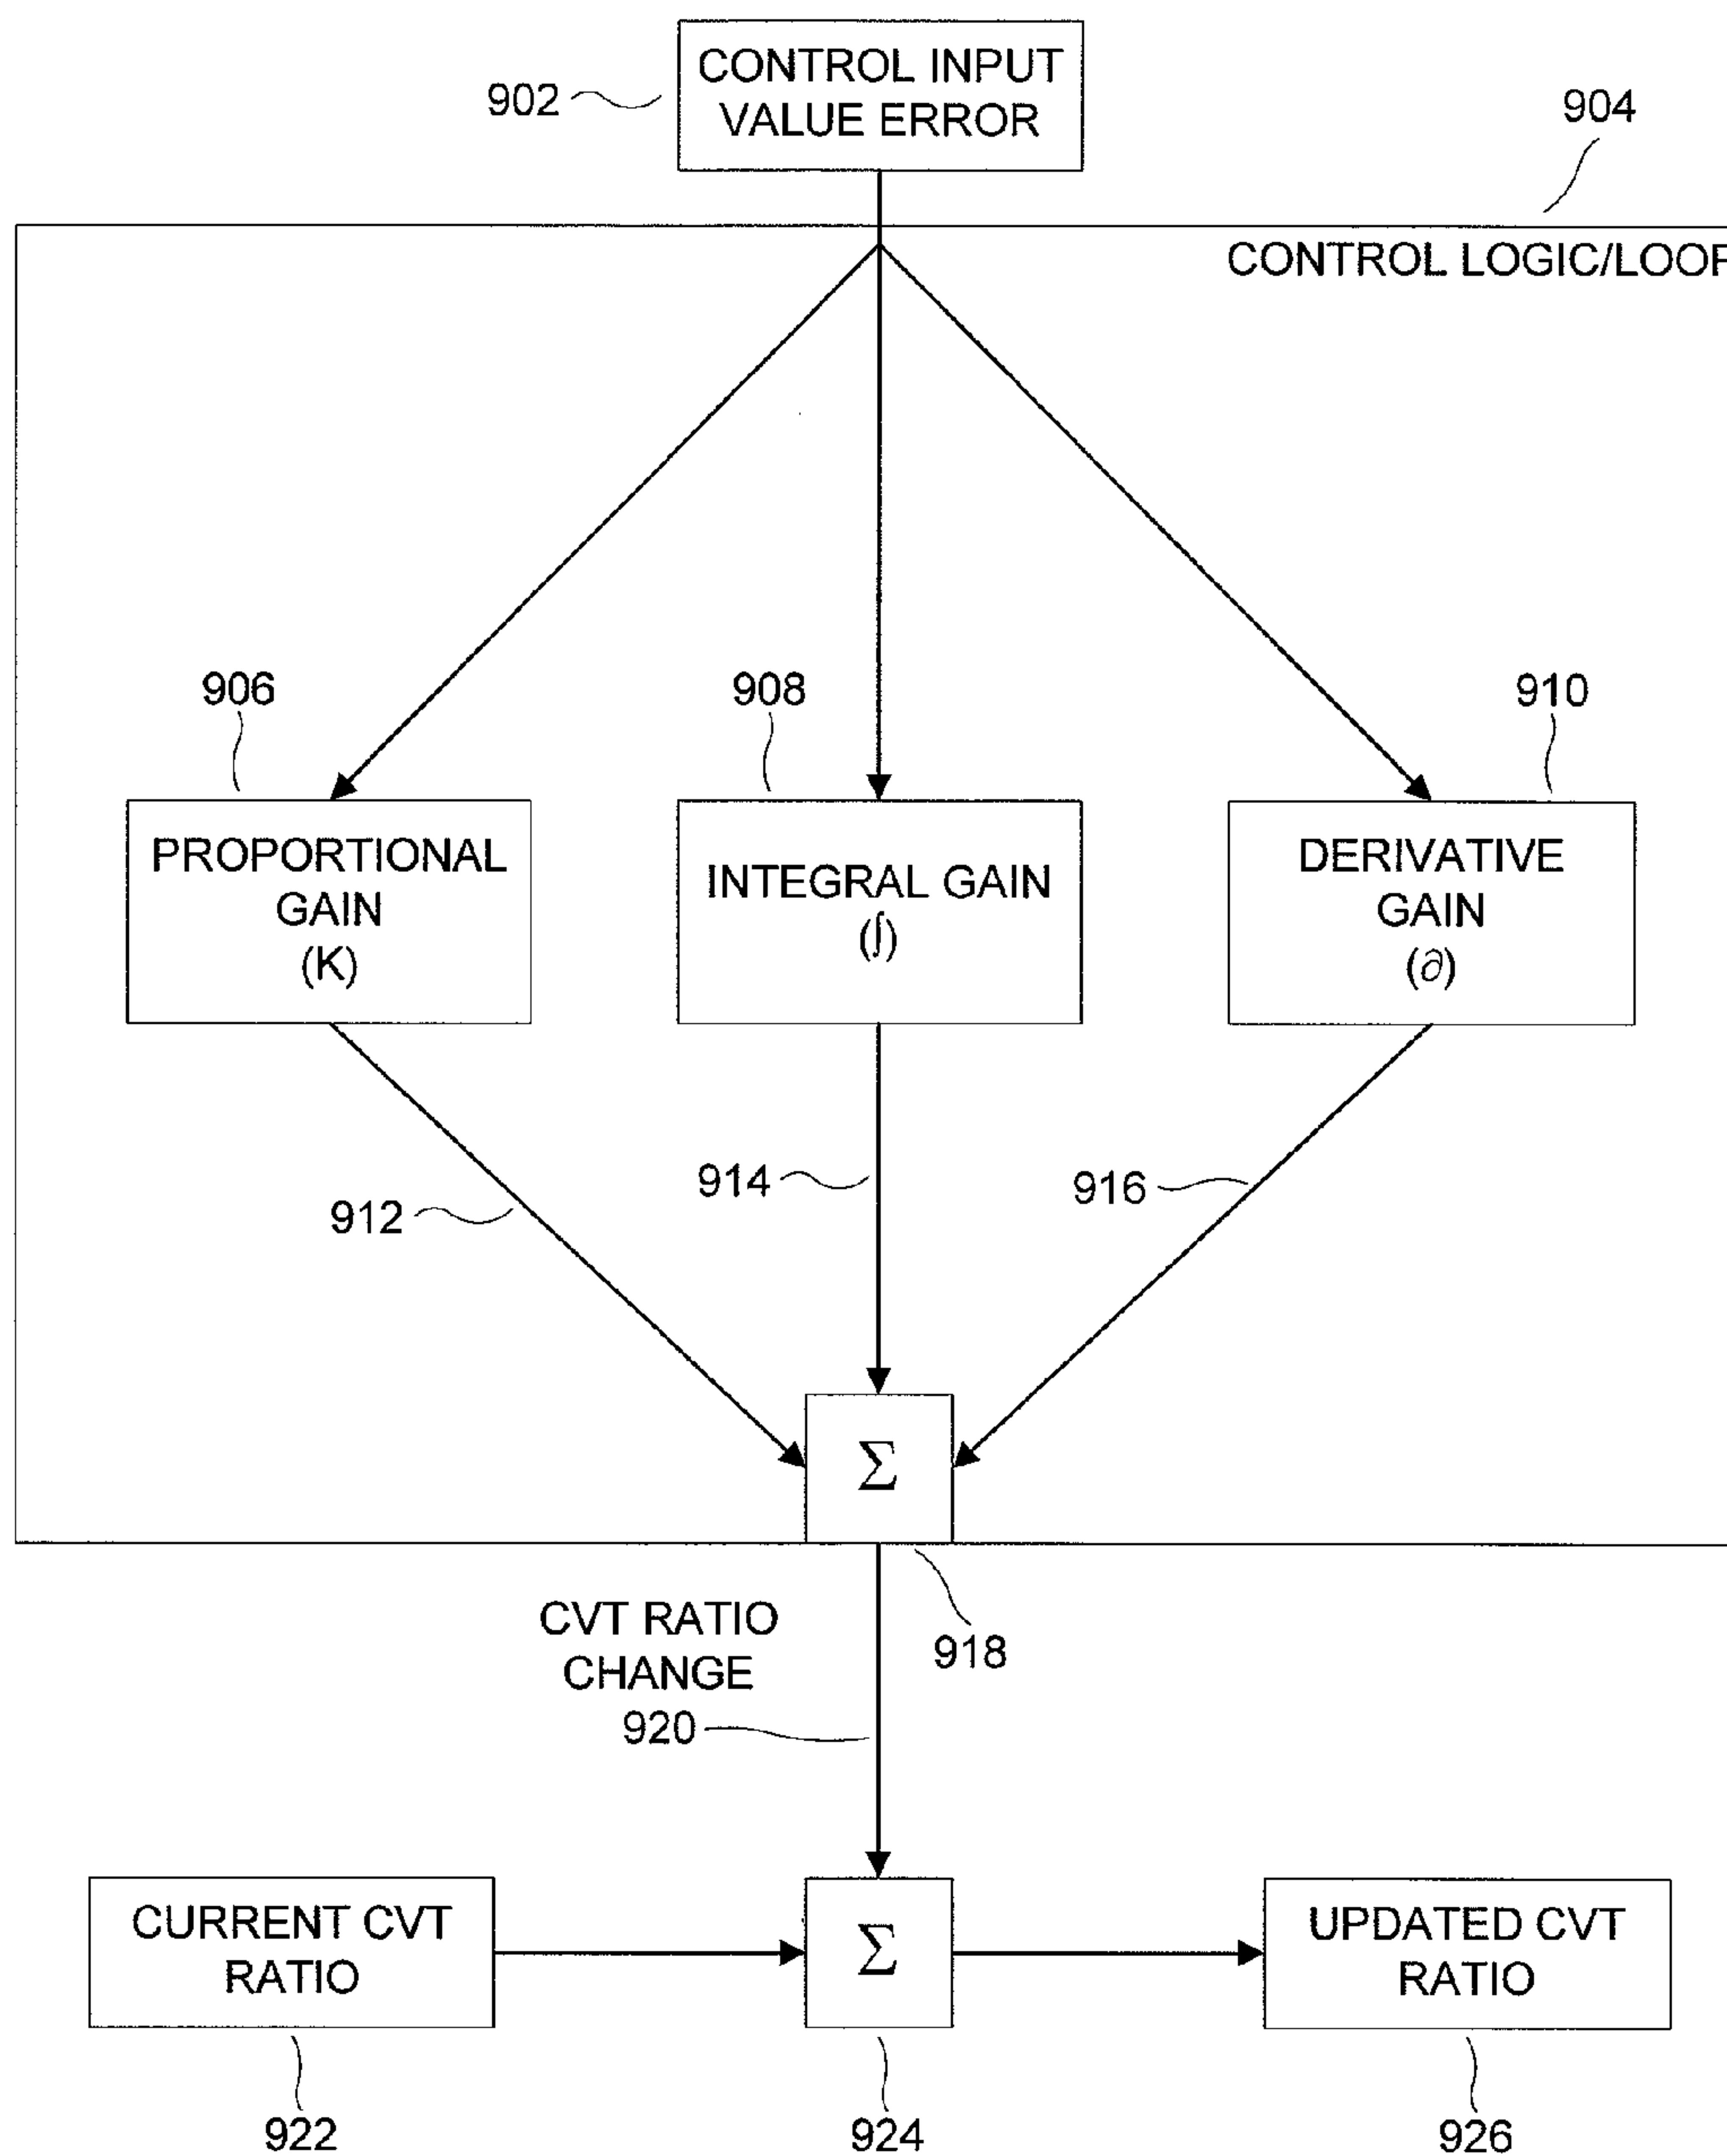 CONTROL INPUT
VALUE ERROR
902
904
CONTROL LOGIC/LOOP
906
908
910
PROPORTIONAL
GAIN
(K)
INTEGRAL GAIN
(∫)
DERIVATIVE
GAIN
(∂)
912
914
916
Σ
918
CVT RATIO
CHANGE
920
CURRENT CVT
RATIO
Σ
UPDATED CVT
RATIO
922
924
926